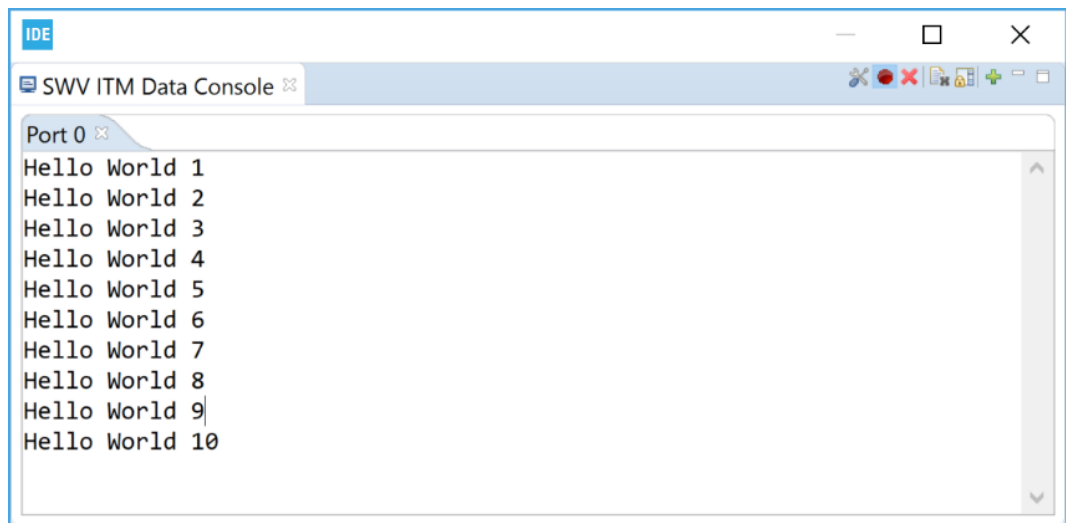 IDE
SWV ITM Data Console
Port 0
Hello World 1
Hello World 2
Hello World 3
Hello World 4
Hello World 5
Hello World 6
Hello World 7
Hello World 8
Hello World 9
Hello World 10